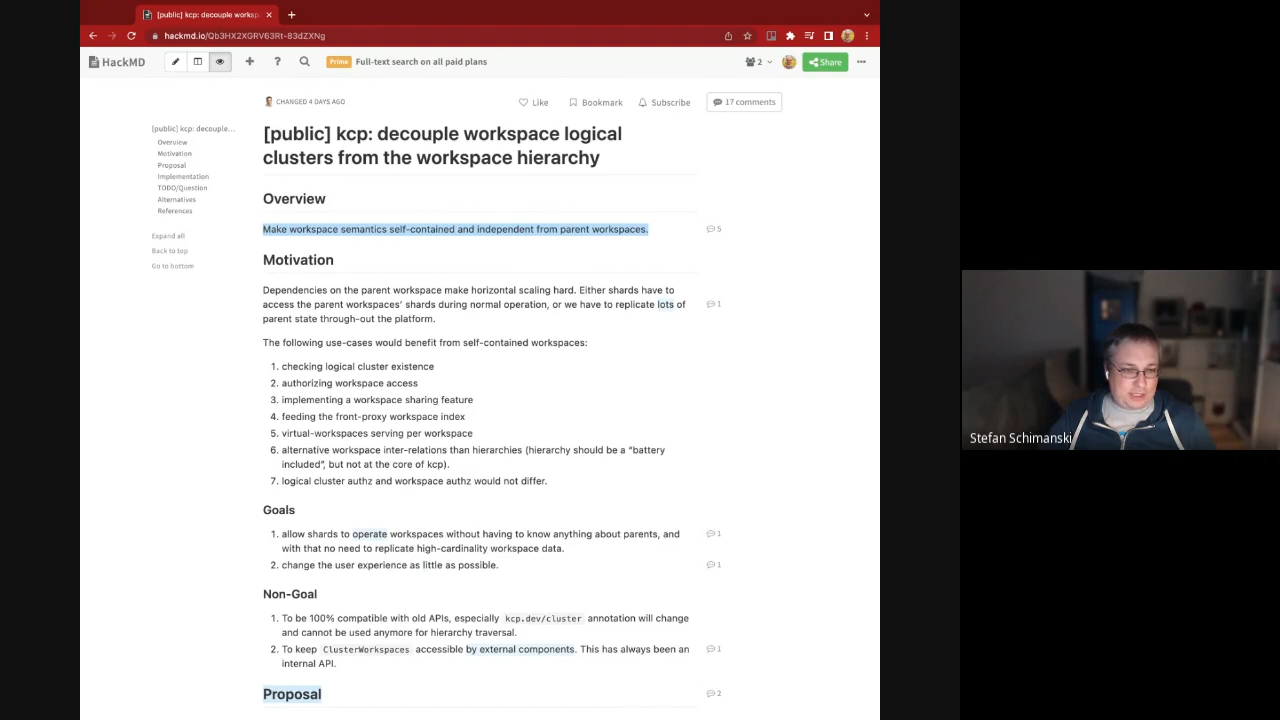 [public] kcp: decouple worksp
hackmd.io/Qb3HX2XGRV63Rt-83dZXNg
HackMD
Prime Full-text search on all paid plans
2
Share
CHANGED 4 DAYS AGO
Like
Bookmark
Subscribe
17 comments
[public] kcp: decouple...
Overview
Motivation
Proposal
Implementation
TODO/Question
Alternatives
References
Expand all
Back to top
Go to bottom
[public] kcp: decouple workspace logical
clusters from the workspace hierarchy
Overview
Make workspace semantics self-contained and independent from parent workspaces.
5
Motivation
Dependencies on the parent workspace make horizontal scaling hard. Either shards have to
access the parent workspaces' shards during normal operation, or we have to replicate lots of
1
parent state through-out the platform.
The following use-cases would benefit from self-contained workspaces:
1. checking logical cluster existence
2. authorizing workspace access
3. implementing a workspace sharing feature
4. feeding the front-proxy workspace index
5. virtual-workspaces serving per workspace
6. alternative workspace inter-relations than hierarchies (hierarchy should be a "battery
included", but not at the core of kcp).
7. logical cluster authz and workspace authz would not differ.
Goals
1. allow shards to operate workspaces without having to know anything about parents, and
1
with that no need to replicate high-cardinality workspace data.
2. change the user experience as little as possible.
1
Non-Goal
1. To be 100% compatible with old APIs, especially kcp.dev/cluster annotation will change
and cannot be used anymore for hierarchy traversal.
2. To keep ClusterWorkspaces accessible by external components. This has always been an
1
internal API.
Proposal
2
Stefan Schimanski